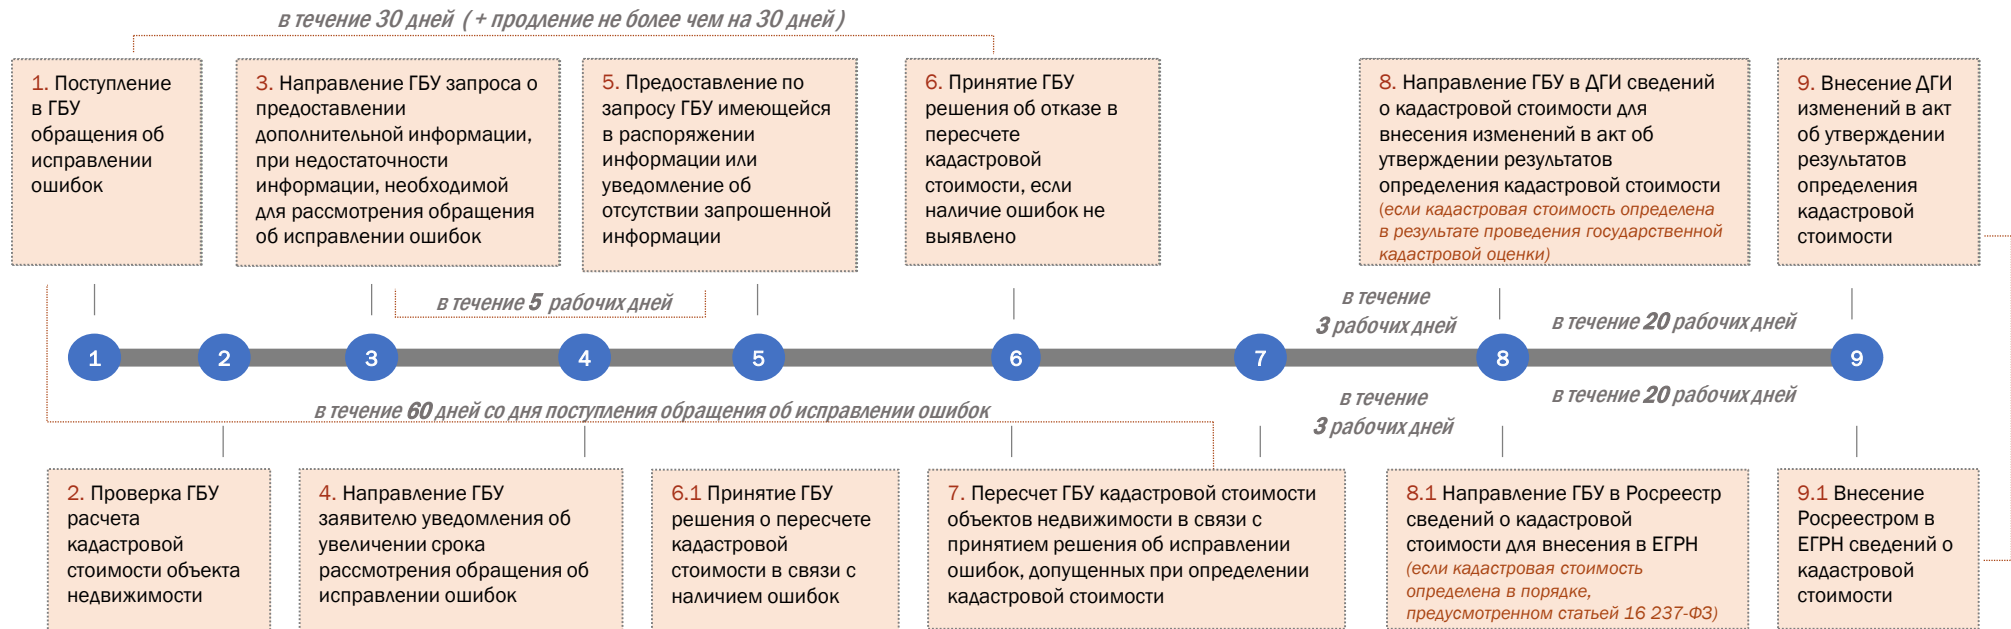 в течение 30 дней ( + продление не более чем на 30 дней )
1. Поступление
в ГБУ
обращения об
исправлении
ошибок
3. Направление ГБУ запроса о
предоставлении
дополнительной информации,
при недостаточности
информации, необходимой
для рассмотрения обращения
об исправлении ошибок
5. Предоставление по
запросу ГБУ имеющейся
в распоряжении
информации или
уведомление об
отсутствии запрошенной
информации
6. Принятие ГБУ
решения об отказе в
пересчете
кадастровой
стоимости, если
наличие ошибок не
выявлено
8. Направление ГБУ в ДГИ сведений
о кадастровой стоимости для
внесения изменений в акт об
утверждении результатов
определения кадастровой стоимости
(если кадастровая стоимость определена
в результате проведения государственной
кадастровой оценки)
9. Внесение ДГИ
изменений в акт
об утверждении
результатов
определения
кадастровой
стоимости
в течение 5 рабочих дней
в течение
3 рабочих дней
в течение 20 рабочих дней
1 2 3 4 5 6 7 8 9
в течение 60 дней со дня поступления обращения об исправлении ошибок
в течение
3 рабочих дней
в течение 20 рабочих дней
2. Проверка ГБУ
расчета
кадастровой
стоимости объекта
недвижимости
4. Направление ГБУ
заявителю уведомления об
увеличении срока
рассмотрения обращения об
исправлении ошибок
6.1 Принятие ГБУ
решения о пересчете
кадастровой
стоимости в связи с
наличием ошибок
7. Пересчет ГБУ кадастровой стоимости
объектов недвижимости в связи с
принятием решения об исправлении
ошибок, допущенных при определении
кадастровой стоимости
8.1 Направление ГБУ в Росреестр
сведений о кадастровой
стоимости для внесения в ЕГРН
(если кадастровая стоимость
определена в порядке,
предусмотренном статьей 16 237-ФЗ)
9.1 Внесение
Росреестром в
ЕГРН сведений о
кадастровой
стоимости